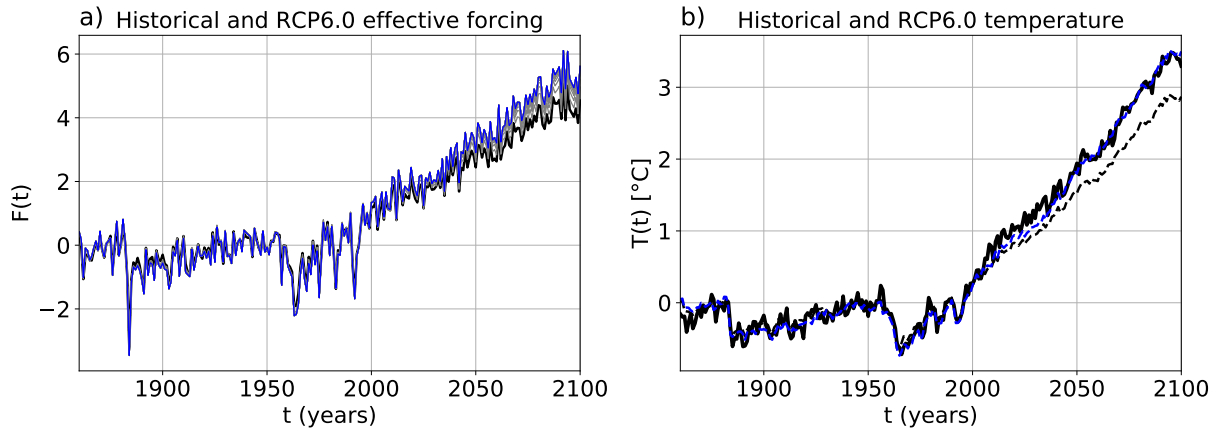 a) Historical and RCP6.0 effective forcing
F(t)
6
4
2
0
−2
1900 1950 2000 2050 2100
t (years)
b) Historical and RCP6.0 temperature
T(t) [°C]
3
2
1
0
1900 1950 2000 2050 2100
t (years)